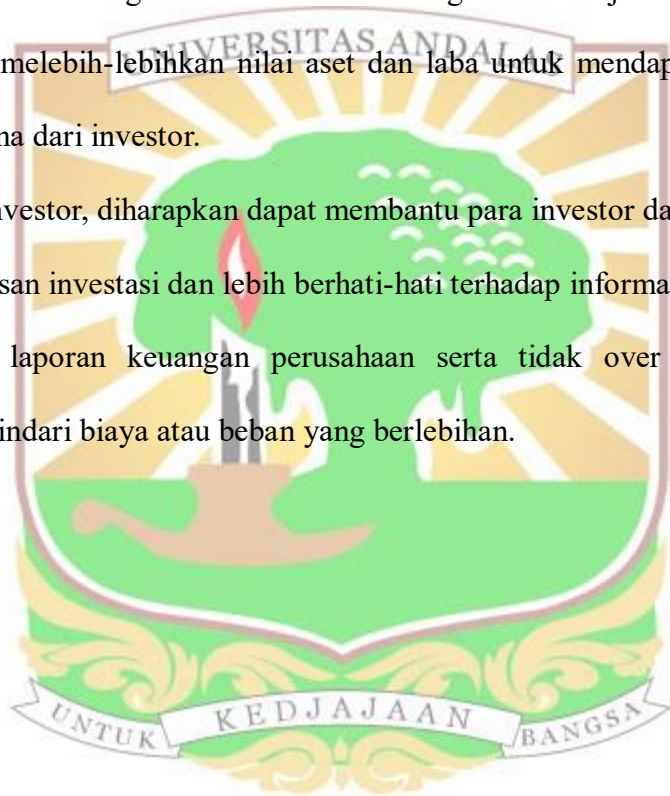 UNIVERSITAS ANDALAS
melebih-lebihkan nilai aset dan laba untuk mendap
na dari investor.
nvestor, diharapkan dapat membantu para investor da
san investasi dan lebih berhati-hati terhadap informa
laporan keuangan perusahaan serta tidak over
indari biaya atau beban yang berlebihan.
UNTUK KEDJAJAAN BANGSA